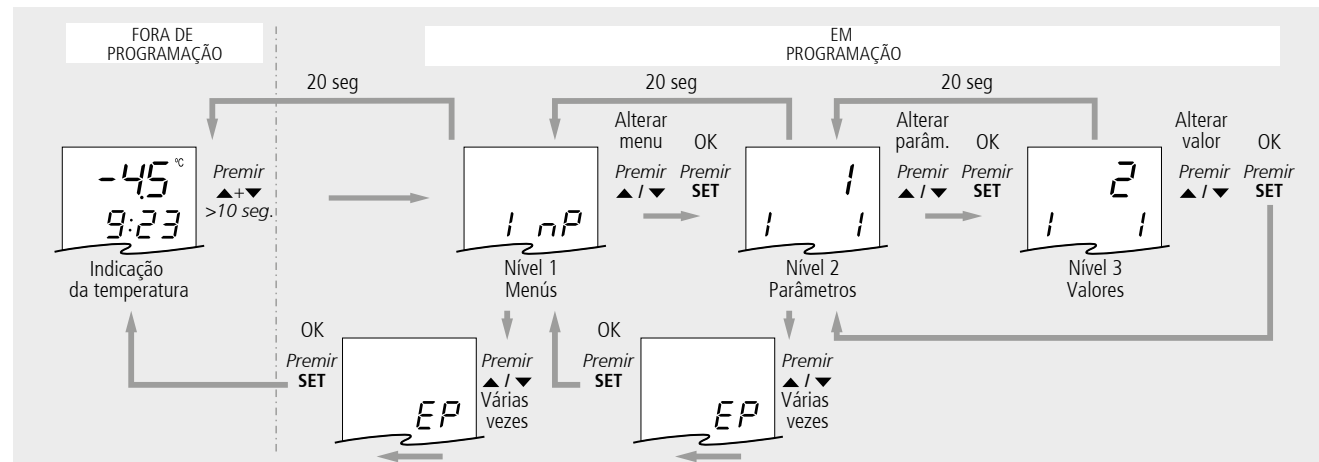 FORA DE
PROGRAMAÇÃO
EM
PROGRAMAÇÃO
20 seg
20 seg
20 seg
-4.5 ºC
9:23
Premir
▲+▼
>10 seg.
Indicação
da temperatura
1 nP
Nível 1
Menús
Alterar
menu
Premir
▲ / ▼
OK
Premir
SET
1
1 1
Nível 2
Parâmetros
Alterar
parâm.
Premir
▲ / ▼
OK
Premir
SET
2
1 1
Nível 3
Valores
Alterar
valor
Premir
▲ / ▼
OK
Premir
SET
OK
Premir
SET
EP
Premir
▲ / ▼
Várias
vezes
OK
Premir
SET
EP
Premir
▲ / ▼
Várias
vezes